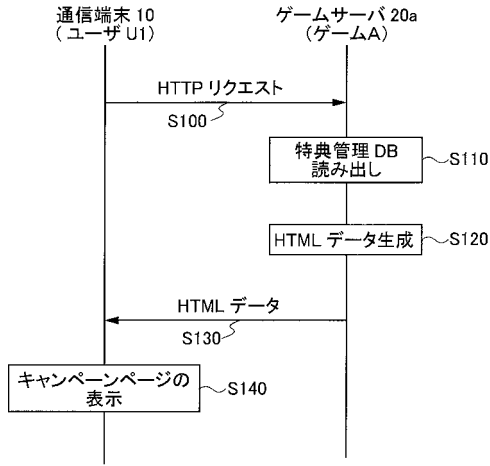 通信端末 10
(ユーザ U1)
ゲームサーバ 20a
(ゲームA)
HTTP リクエスト
S100
特典管理 DB
読み出し
S110
HTML データ生成
S120
HTML データ
S130
キャンペーンページの
表示
S140